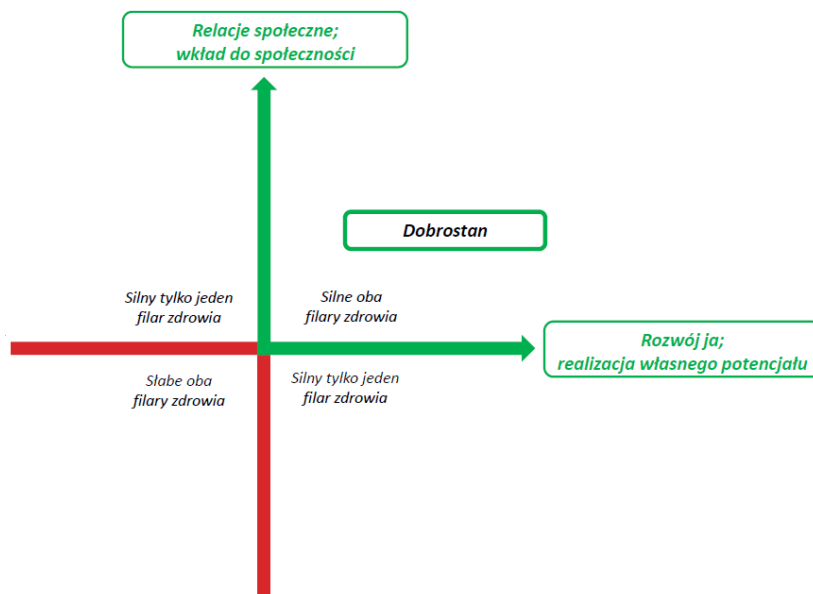 Relacje społeczne;
wkład do społeczności
Dobrostan
Silny tylko jeden
filar zdrowia
Silne oba
filary zdrowia
Rozwój ja;
realizacja własnego potencjału
Słabe oba
filary zdrowia
Silny tylko jeden
filar zdrowia